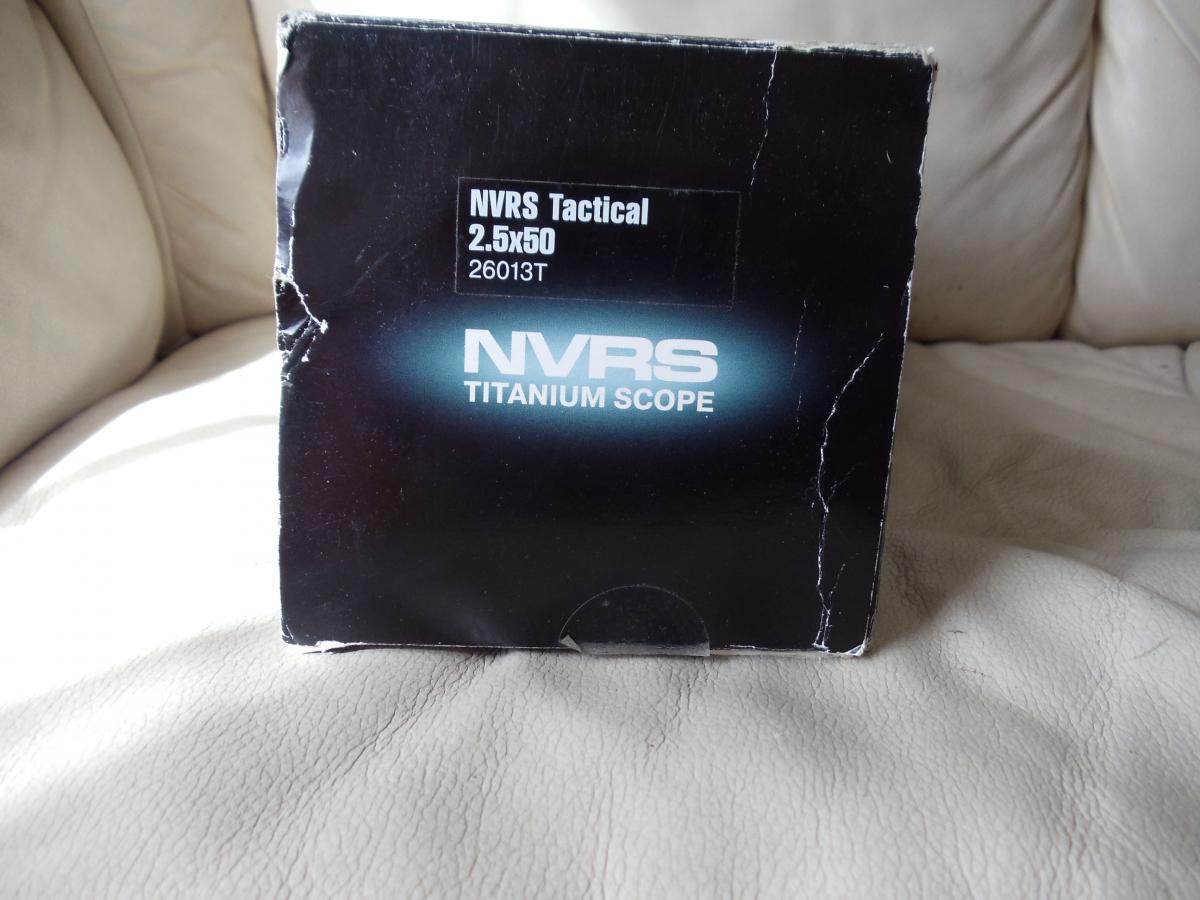 NVRS Tactical
2.5x50
26013T
NVRS
TITANIUM SCOPE